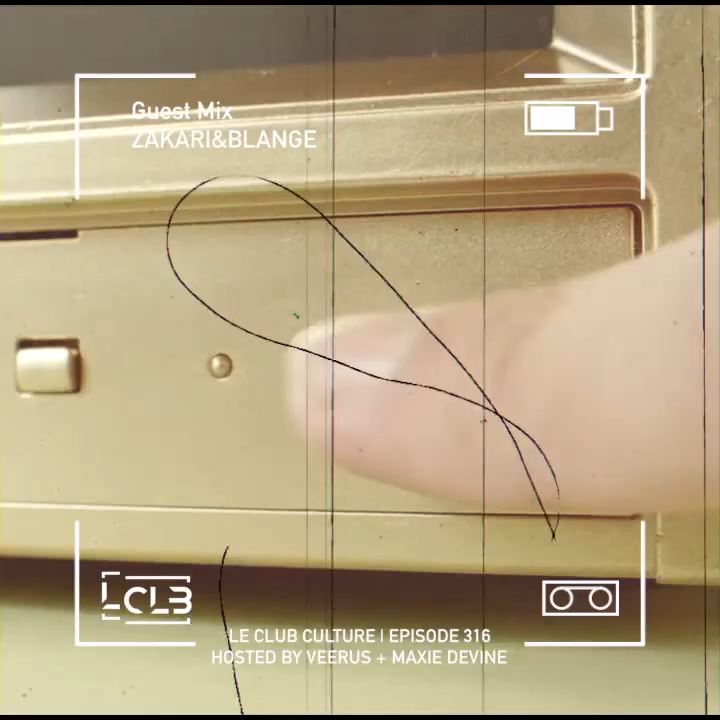 Guest Mix
ZAKARI&BLANGE
LCLB
LE CLUB CULTURE | EPISODE 316
HOSTED BY VEERUS + MAXIE DEVINE